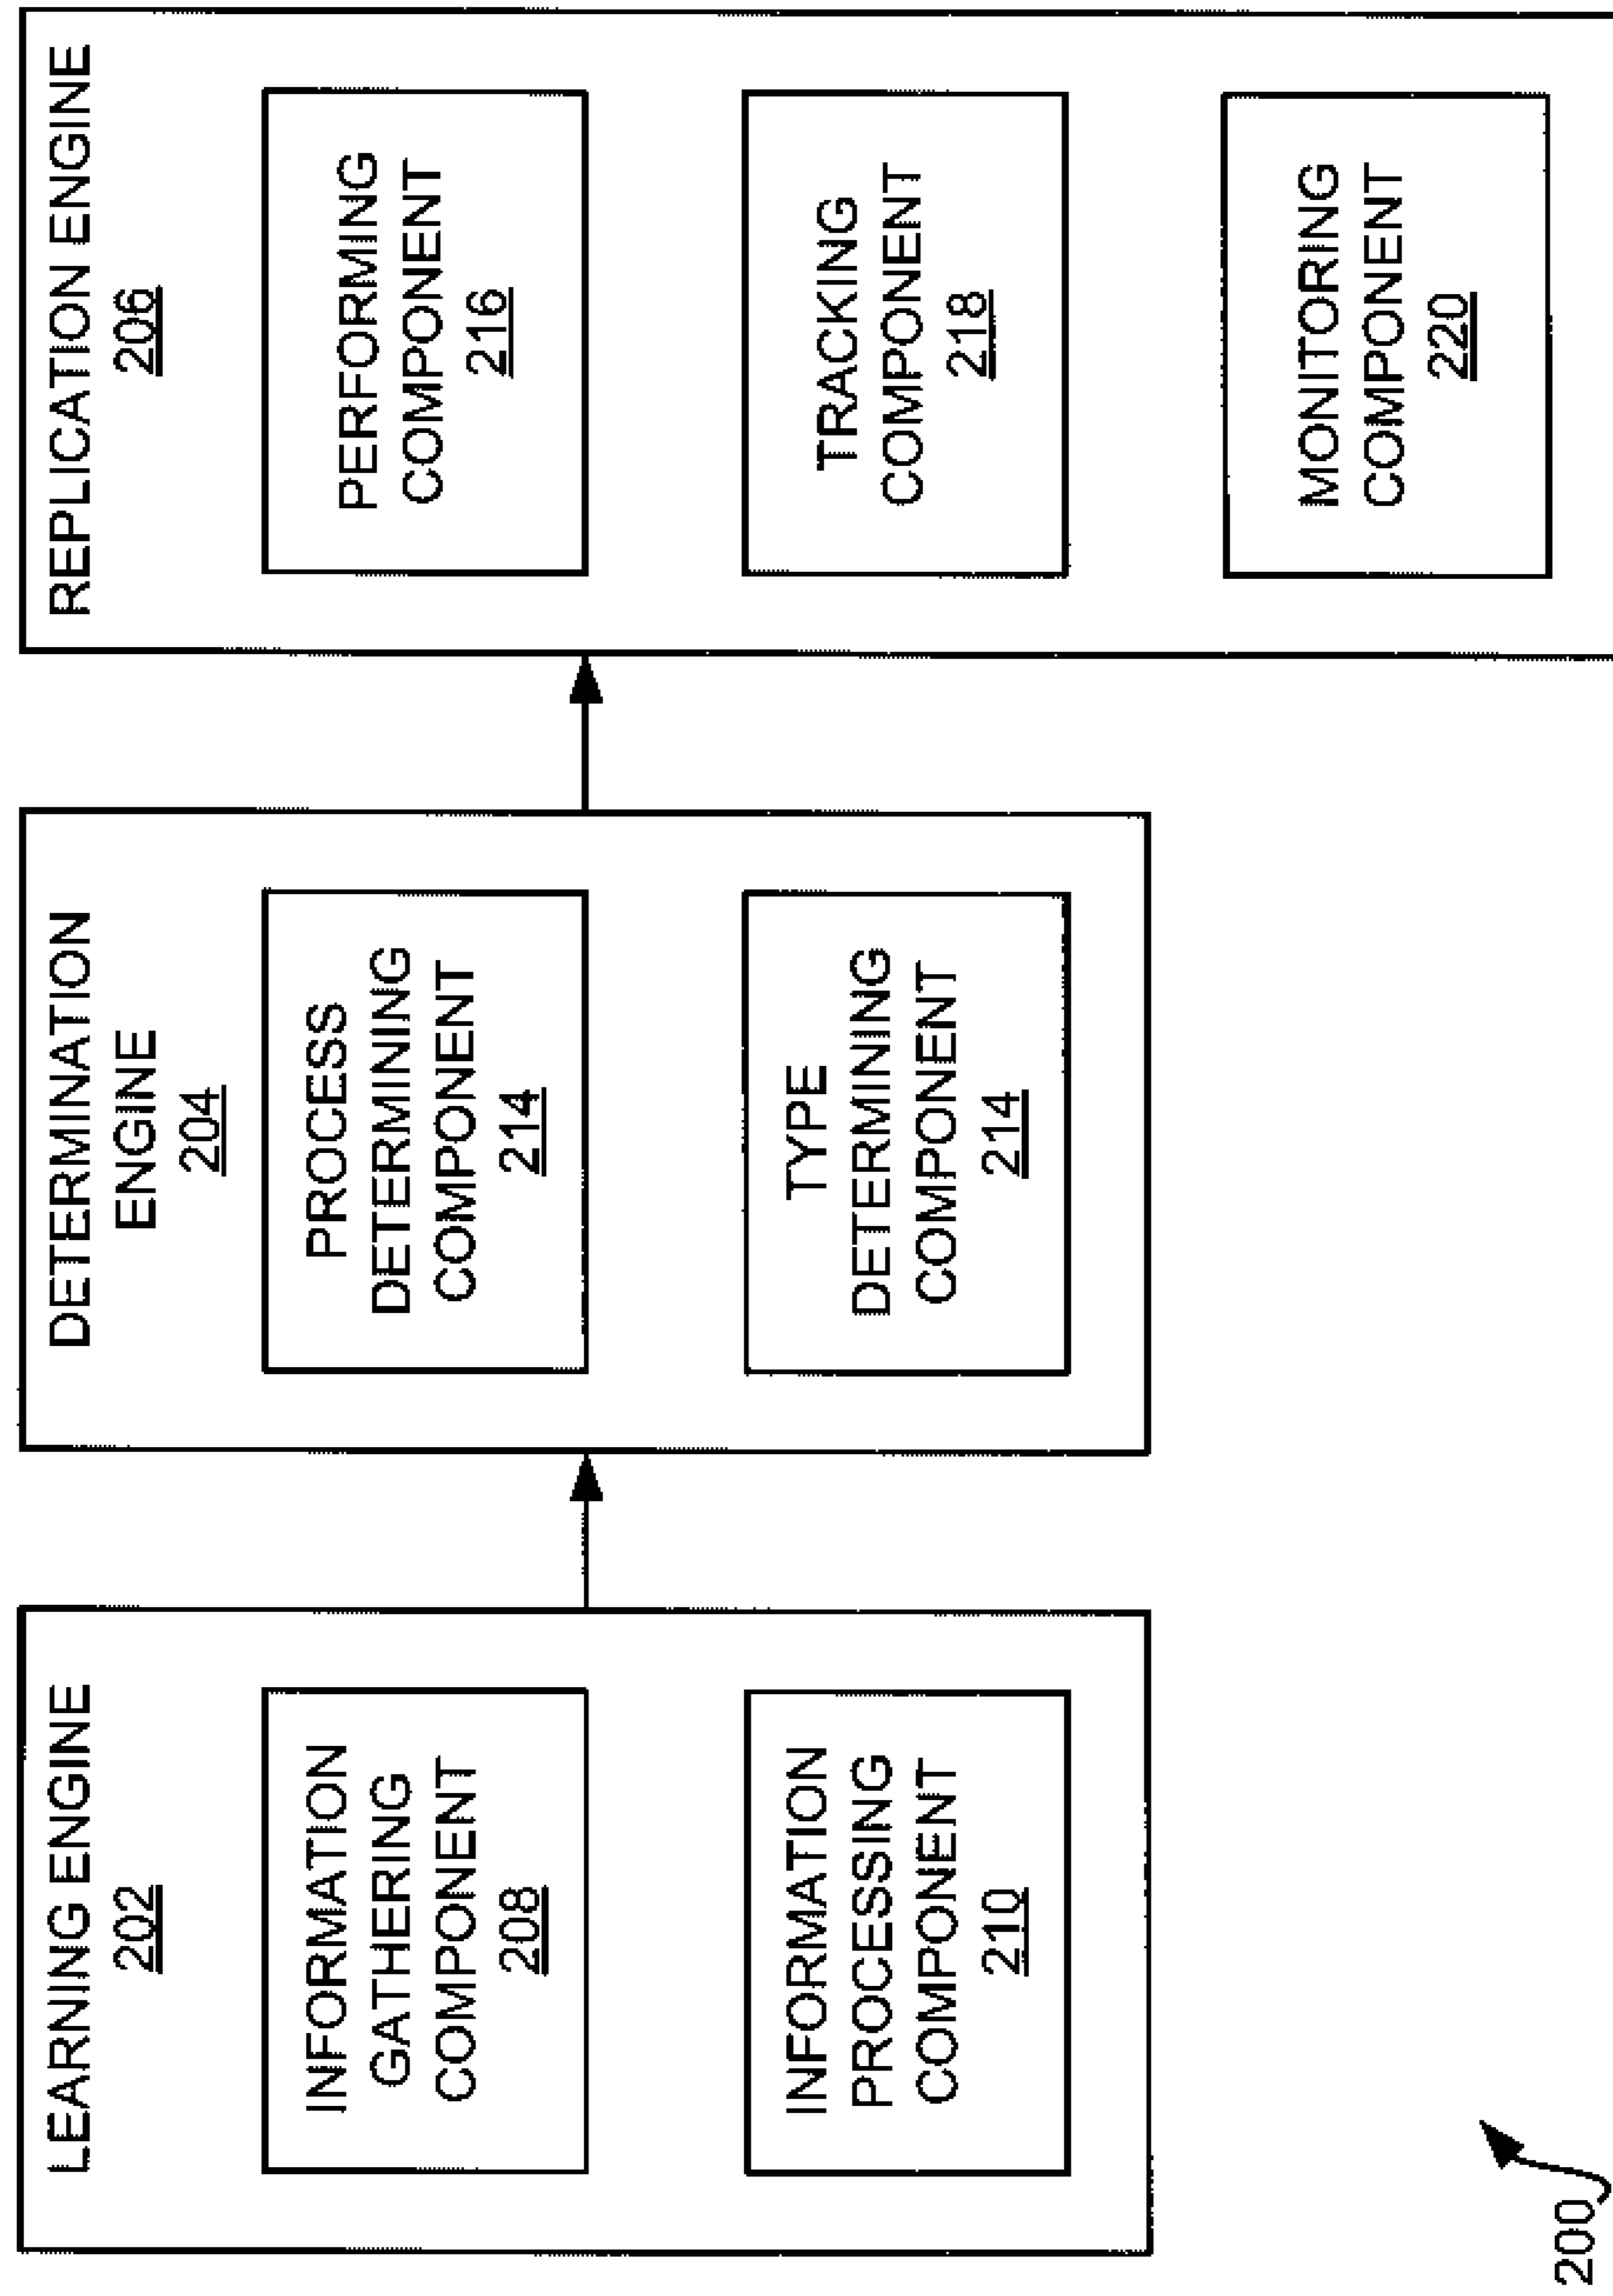 LEARNING ENGINE
202
INFORMATION
GATHERING
COMPONENT
208
INFORMATION
PROCESSING
COMPONENT
210
DETERMINATION
ENGINE
204
PROCESS
DETERMINING
COMPONENT
214
TYPE
DETERMINING
COMPONENT
214
REPLICATION ENGINE
206
PERFORMING
COMPONENT
216
TRACKING
COMPONENT
218
MONITORING
COMPONENT
220
200